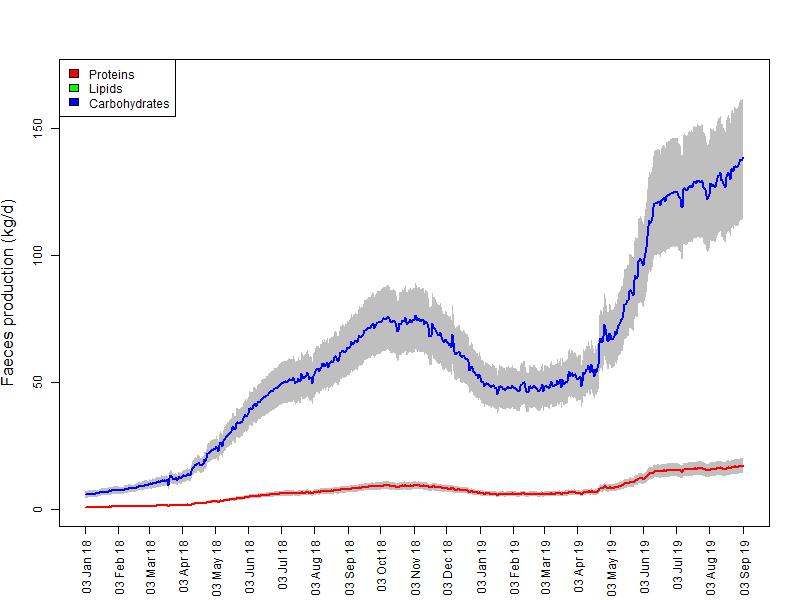 Proteins
Lipids
Carbohydrates
Faeces production (kg/d)
150
100
50
0
03 Jan 18
03 Feb 18
03 Mar 18
03 Apr 18
03 May 18
03 Jun 18
03 Jul 18
03 Aug 18
03 Sep 18
03 Oct 18
03 Nov 18
03 Dec 18
03 Jan 19
03 Feb 19
03 Mar 19
03 Apr 19
03 May 19
03 Jun 19
03 Jul 19
03 Aug 19
03 Sep 19